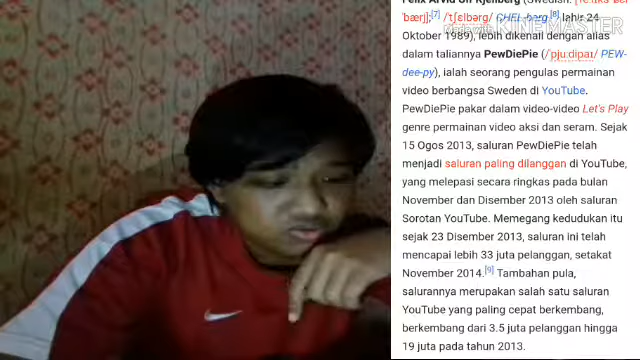 Felix Arvid Ulf Kjellberg (Swedish:
ˈbæɾj];[7] /ˈtʃɛlbərɡ/ CHEL-berg,[8] lahir 24
Oktober 1989), lebih dikenali dengan alias
dalam taliannya PewDiePie (/ˈpjuːdipaɪ/ PEW-
dee-py), ialah seorang pengulas permainan
video berbangsa Sweden di YouTube.
PewDiePie pakar dalam video-video Let's Play
genre permainan video aksi dan seram. Sejak
15 Ogos 2013, saluran PewDiePie telah
menjadi saluran paling dilanggan di YouTube,
yang melepasi secara ringkas pada bulan
November dan Disember 2013 oleh saluran
Sorotan YouTube. Memegang kedudukan itu
sejak 23 Disember 2013, saluran ini telah
mencapai lebih 33 juta pelanggan, setakat
November 2014.[9] Tambahan pula,
salurannya merupakan salah satu saluran
YouTube yang paling cepat berkembang,
berkembang dari 3.5 juta pelanggan hingga
19 juta pada tahun 2013.